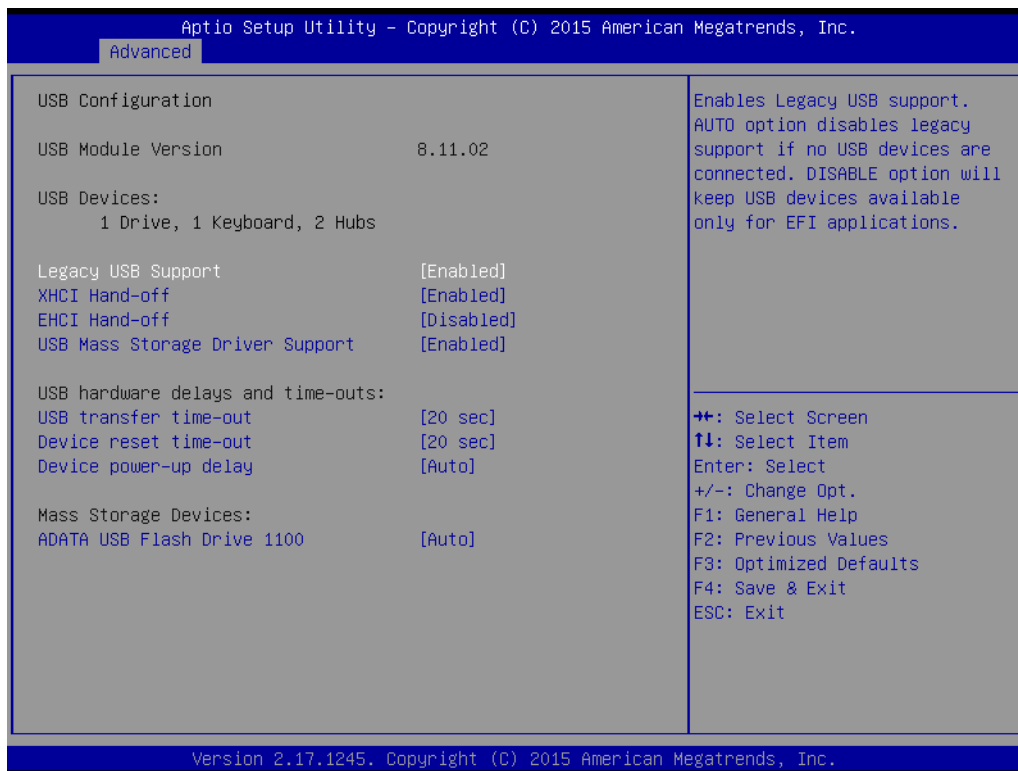 Aptio Setup Utility – Copyright (C) 2015 American Megatrends, Inc.
Advanced
USB Configuration
USB Module Version 8.11.02
USB Devices:
1 Drive, 1 Keyboard, 2 Hubs
Legacy USB Support [Enabled]
XHCI Hand-off [Enabled]
EHCI Hand-off [Disabled]
USB Mass Storage Driver Support [Enabled]
USB hardware delays and time-outs:
USB transfer time-out [20 sec]
Device reset time-out [20 sec]
Device power-up delay [Auto]
Mass Storage Devices:
ADATA USB Flash Drive 1100 [Auto]
Enables Legacy USB support.
AUTO option disables legacy
support if no USB devices are
connected. DISABLE option will
keep USB devices available
only for EFI applications.
→←: Select Screen
↑↓: Select Item
Enter: Select
+/-: Change Opt.
F1: General Help
F2: Previous Values
F3: Optimized Defaults
F4: Save & Exit
ESC: Exit
Version 2.17.1245. Copyright (C) 2015 American Megatrends, Inc.